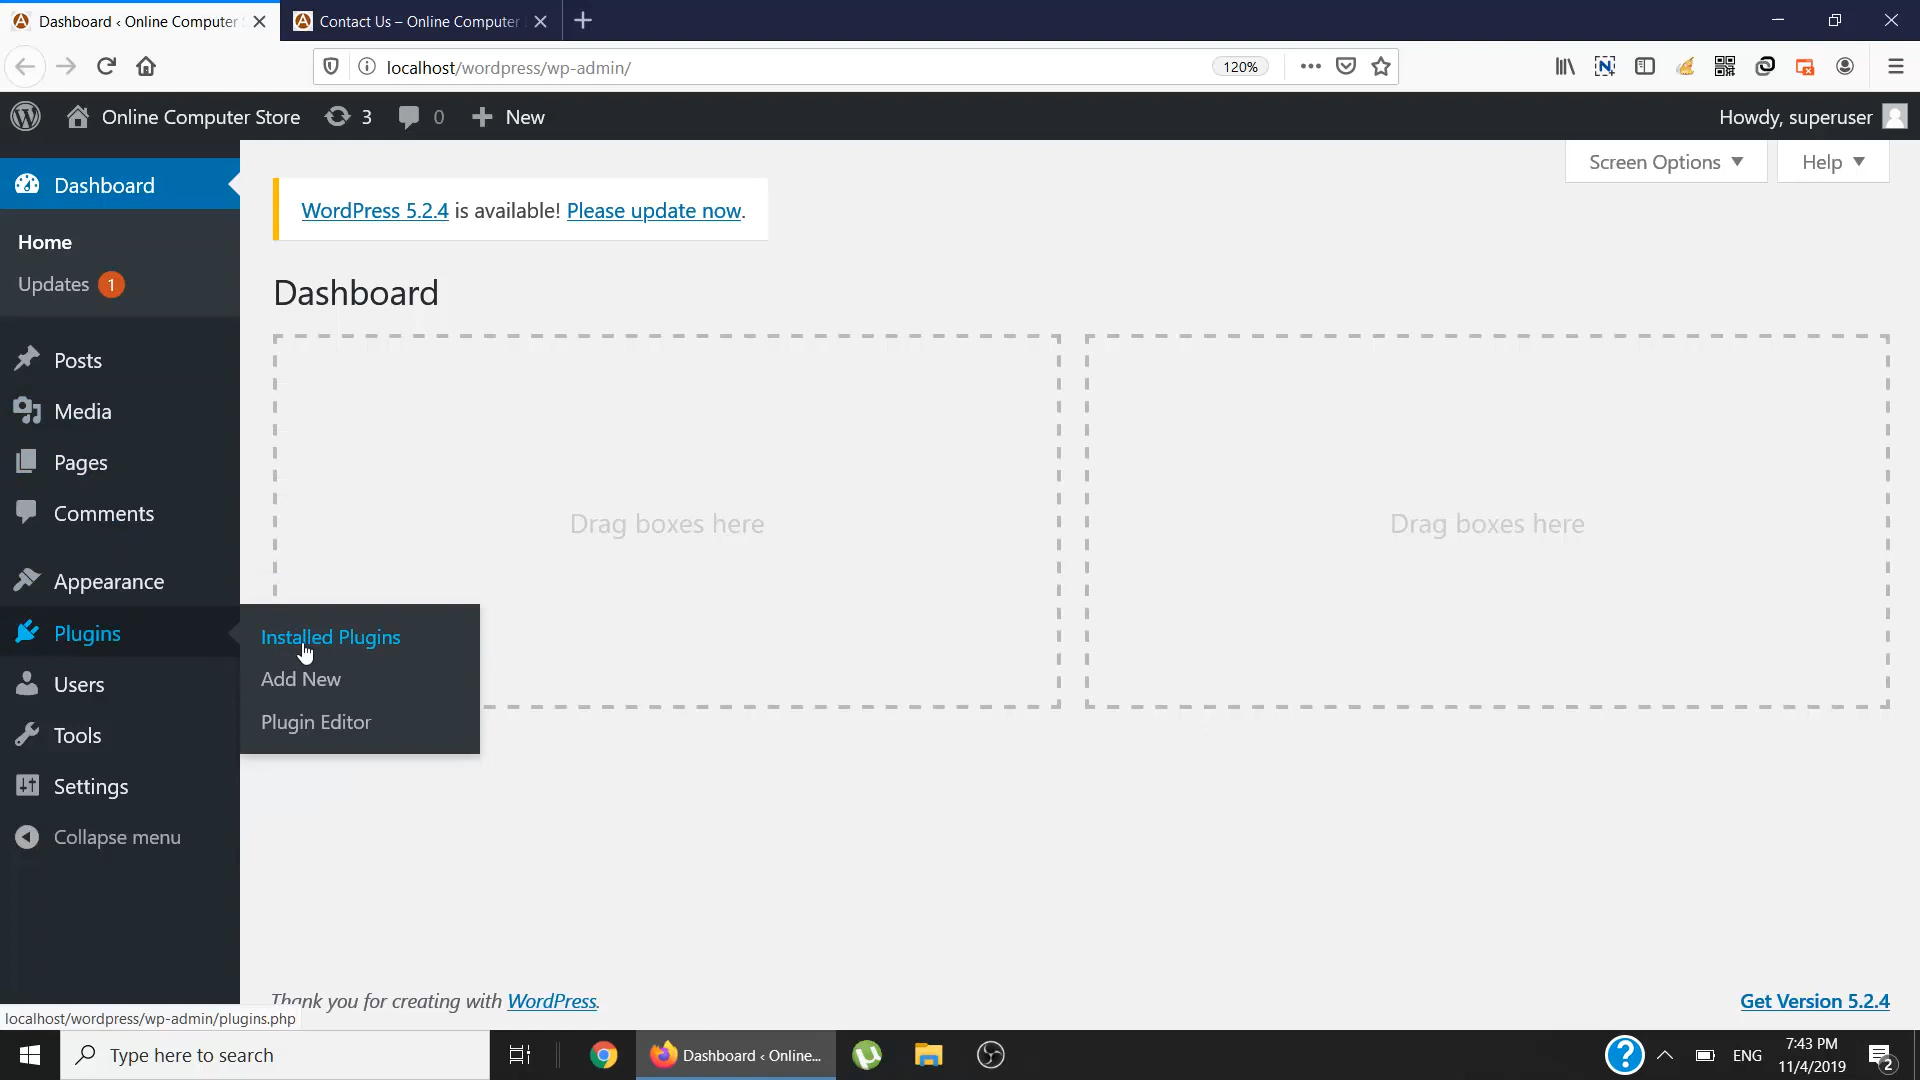 Dashboard ‹ Online Computer
Contact Us – Online Computer
localhost/wordpress/wp-admin/
120%
Online Computer Store
3
0
New
Howdy, superuser
Dashboard
Screen Options
Help
WordPress 5.2.4 is available! Please update now.
Home
Updates 1
Dashboard
Posts
Media
Pages
Comments
Drag boxes here
Drag boxes here
Appearance
Plugins
Installed Plugins
Add New
Plugin Editor
Users
Tools
Settings
Collapse menu
Thank you for creating with WordPress.
Get Version 5.2.4
localhost/wordpress/wp-admin/plugins.php
Type here to search
Dashboard ‹ Online...
ENG
7:43 PM
11/4/2019
2